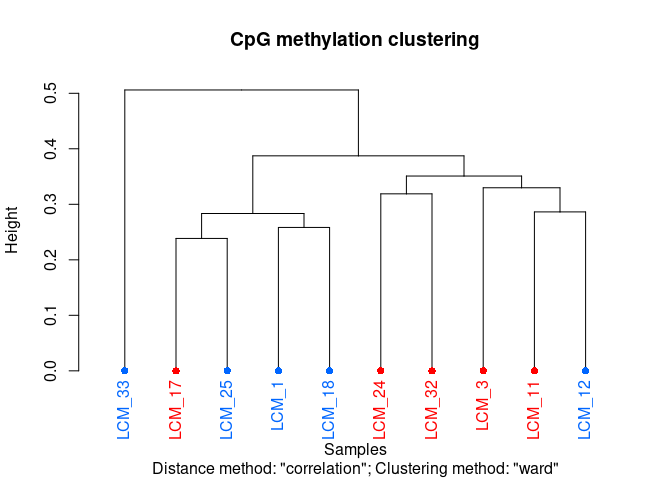 CpG methylation clustering
Height
0.5
0.4
0.3
0.2
0.1
0.0
LCM_33
LCM_17
LCM_25
LCM_1
LCM_18
LCM_24
LCM_32
LCM_3
LCM_11
LCM_12
Samples
Distance method: "correlation"; Clustering method: "ward"